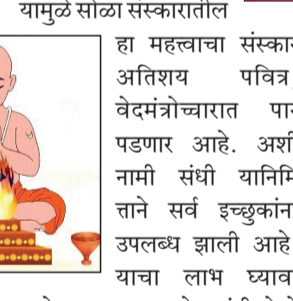 यामुळे सोळा संस्कारातील
हा महत्त्वाचा संस्कार
अतिशय पवित्र
वेदमंत्रोच्चारात
पडणार आहे. अशी
नामी संधी यानिमि
त्ताने सर्व इच्छुकांना
उपलब्ध झाली आहे
याचा लाभ घ्यावा